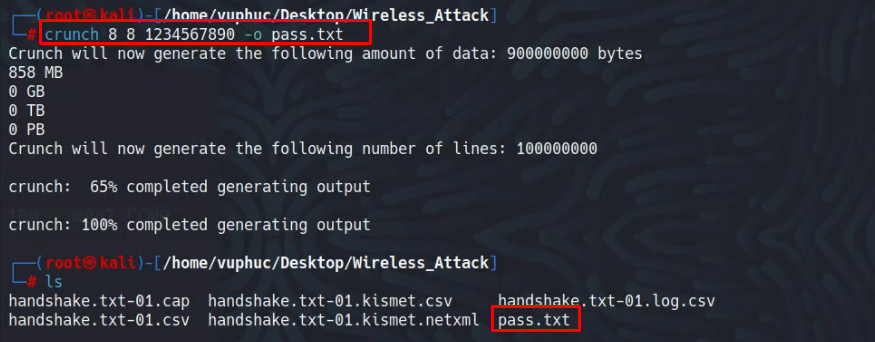 ┌──(root㉿kali)-[/home/vuphuc/Desktop/Wireless_Attack]
└─# crunch 8 8 1234567890 -o pass.txt
Crunch will now generate the following amount of data: 900000000 bytes
858 MB
0 GB
0 TB
0 PB
Crunch will now generate the following number of lines: 100000000
crunch:  65% completed generating output
crunch: 100% completed generating output
┌──(root㉿kali)-[/home/vuphuc/Desktop/Wireless_Attack]
└─# ls
handshake.txt-01.cap  handshake.txt-01.kismet.csv     handshake.txt-01.log.csv
handshake.txt-01.csv  handshake.txt-01.kismet.netxml  pass.txt